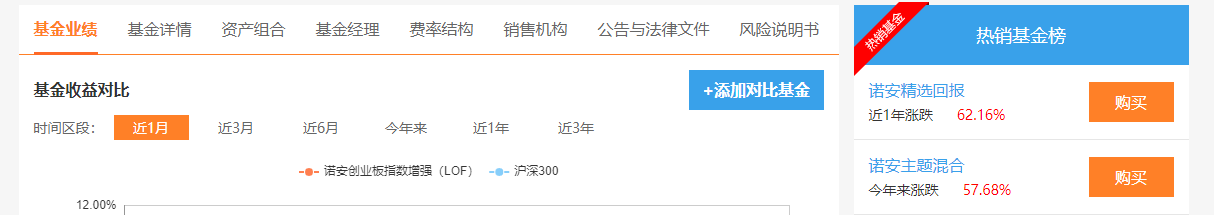 基金业绩 基金详情 资产组合 基金经理 费率结构 销售机构 公告与法律文件 风险说明书
基金收益对比 +添加对比基金
时间区段： 近1月 近3月 近6月 今年来 近1年 近3年
诺安创业板指数增强（LOF） 沪深300
12.00%
热销基金
热销基金榜
诺安精选回报
近1年涨跌 62.16% 购买
诺安主题混合
今年来涨跌 57.68% 购买